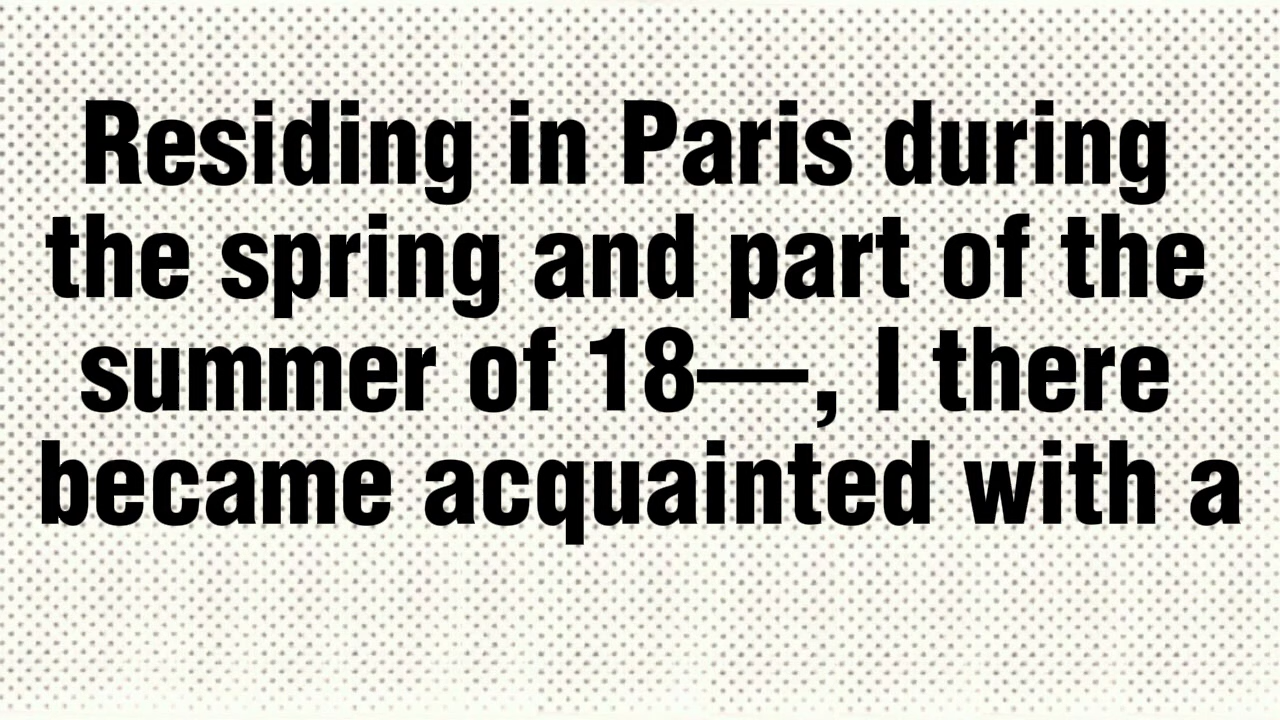 Residing in Paris during
the spring and part of the
summer of 18—, I there
became acquainted with a